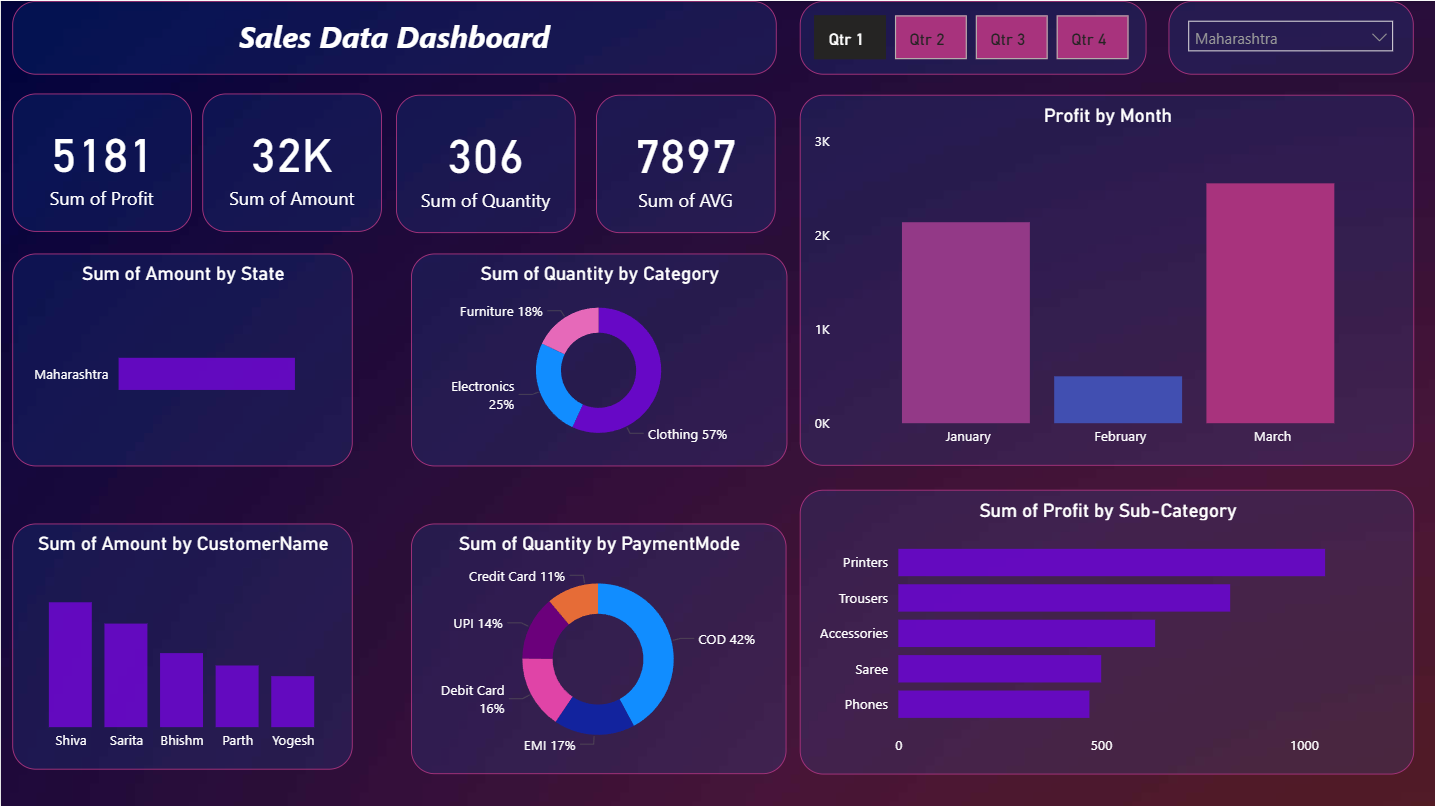 Sales Data Dashboard
Qtr 1
Qtr 2
Qtr 3
Qtr 4
Maharashtra
5181
Sum of Profit
32K
Sum of Amount
306
Sum of Quantity
7897
Sum of AVG
Profit by Month
3K
2K
1K
0K
January
February
March
Sum of Amount by State
Maharashtra
Sum of Quantity by Category
Furniture 18%
Electronics
25%
Clothing 57%
Sum of Amount by CustomerName
Shiva
Sarita
Bhishm
Parth
Yogesh
Sum of Quantity by PaymentMode
Credit Card 11%
UPI 14%
COD 42%
Debit Card
16%
EMI 17%
Sum of Profit by Sub-Category
Printers
Trousers
Accessories
Saree
Phones
0
500
1000